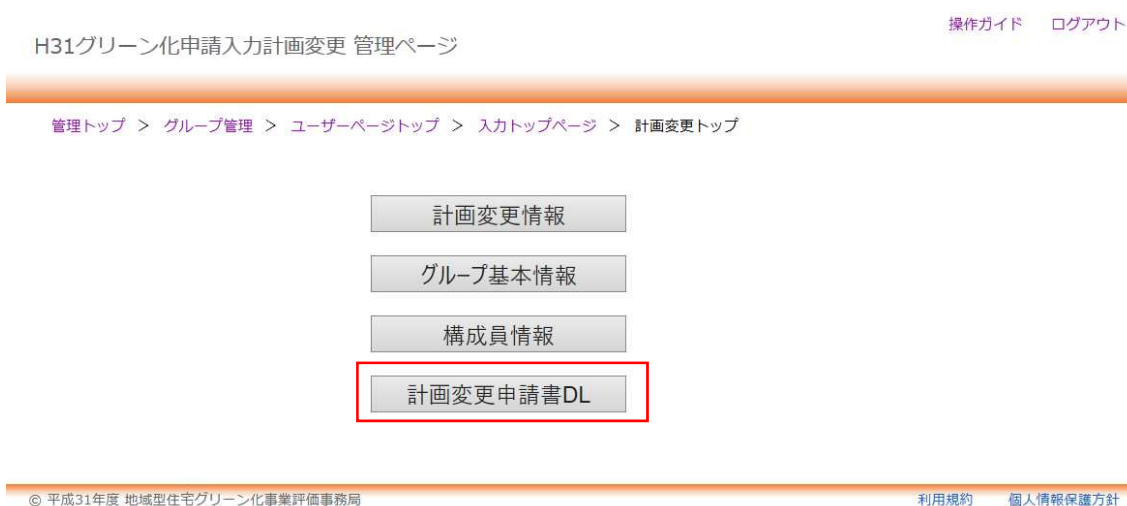 操作ガイド ログアウト
H31グリーン化申請入力計画変更 管理ページ
管理トップ > グループ管理 > ユーザーページトップ > 入力トップページ > 計画変更トップ
計画変更情報
グループ基本情報
構成員情報
計画変更申請書DL
© 平成31年度 地域型住宅グリーン化事業評価事務局 利用規約 個人情報保護方針